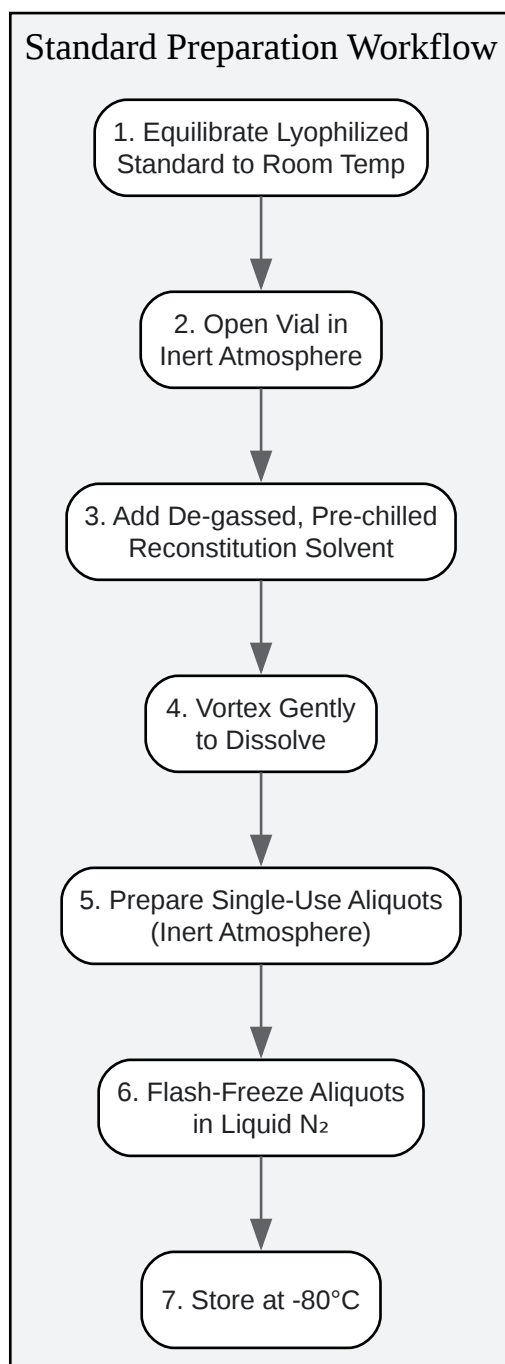 Standard Preparation Workflow
1. Equilibrate Lyophilized
Standard to Room Temp
2. Open Vial in
Inert Atmosphere
3. Add De-gassed, Pre-chilled
Reconstitution Solvent
4. Vortex Gently
to Dissolve
5. Prepare Single-Use Aliquots
(Inert Atmosphere)
6. Flash-Freeze Aliquots
in Liquid N₂
7. Store at -80°C